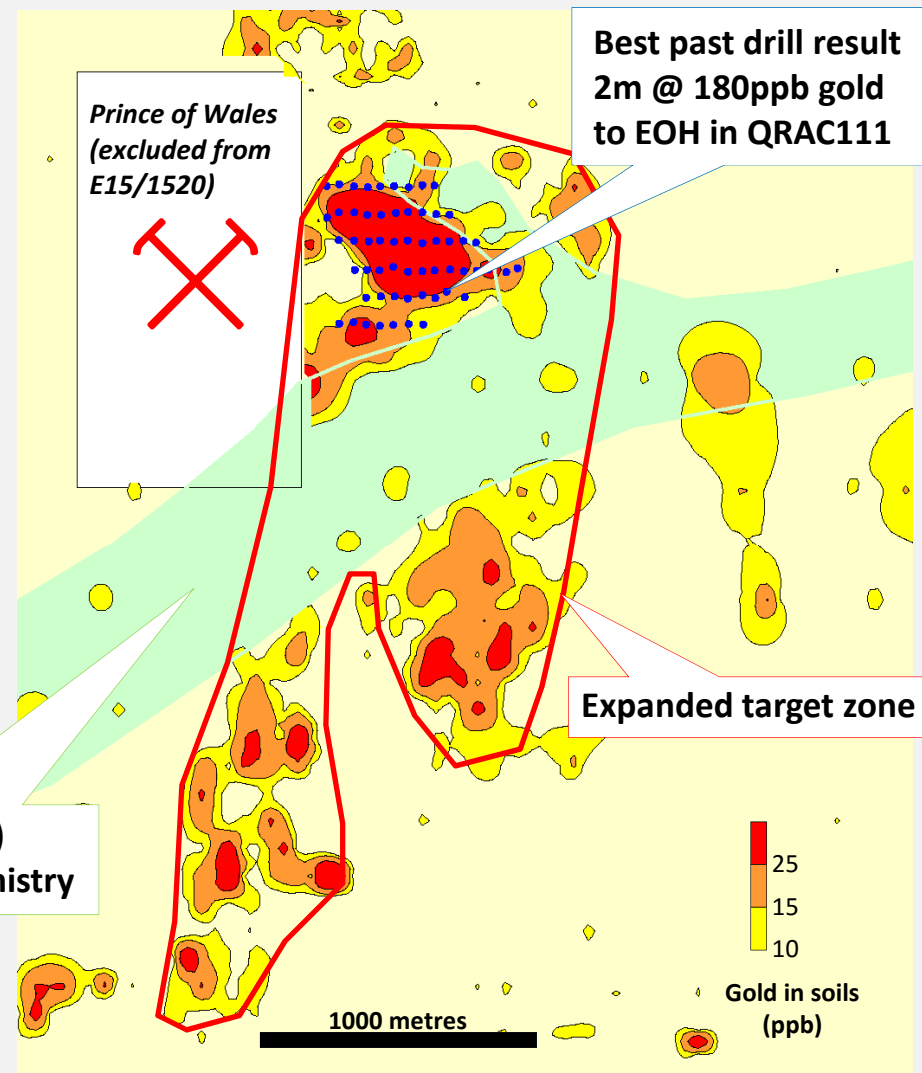 Best past drill result
2m @ 180ppb gold
to EOH in QRAC111
Prince of Wales
(excluded from
E15/1520)
Expanded target zone
)
25
15
10
Gold in soils
(ppb)
1000 metres